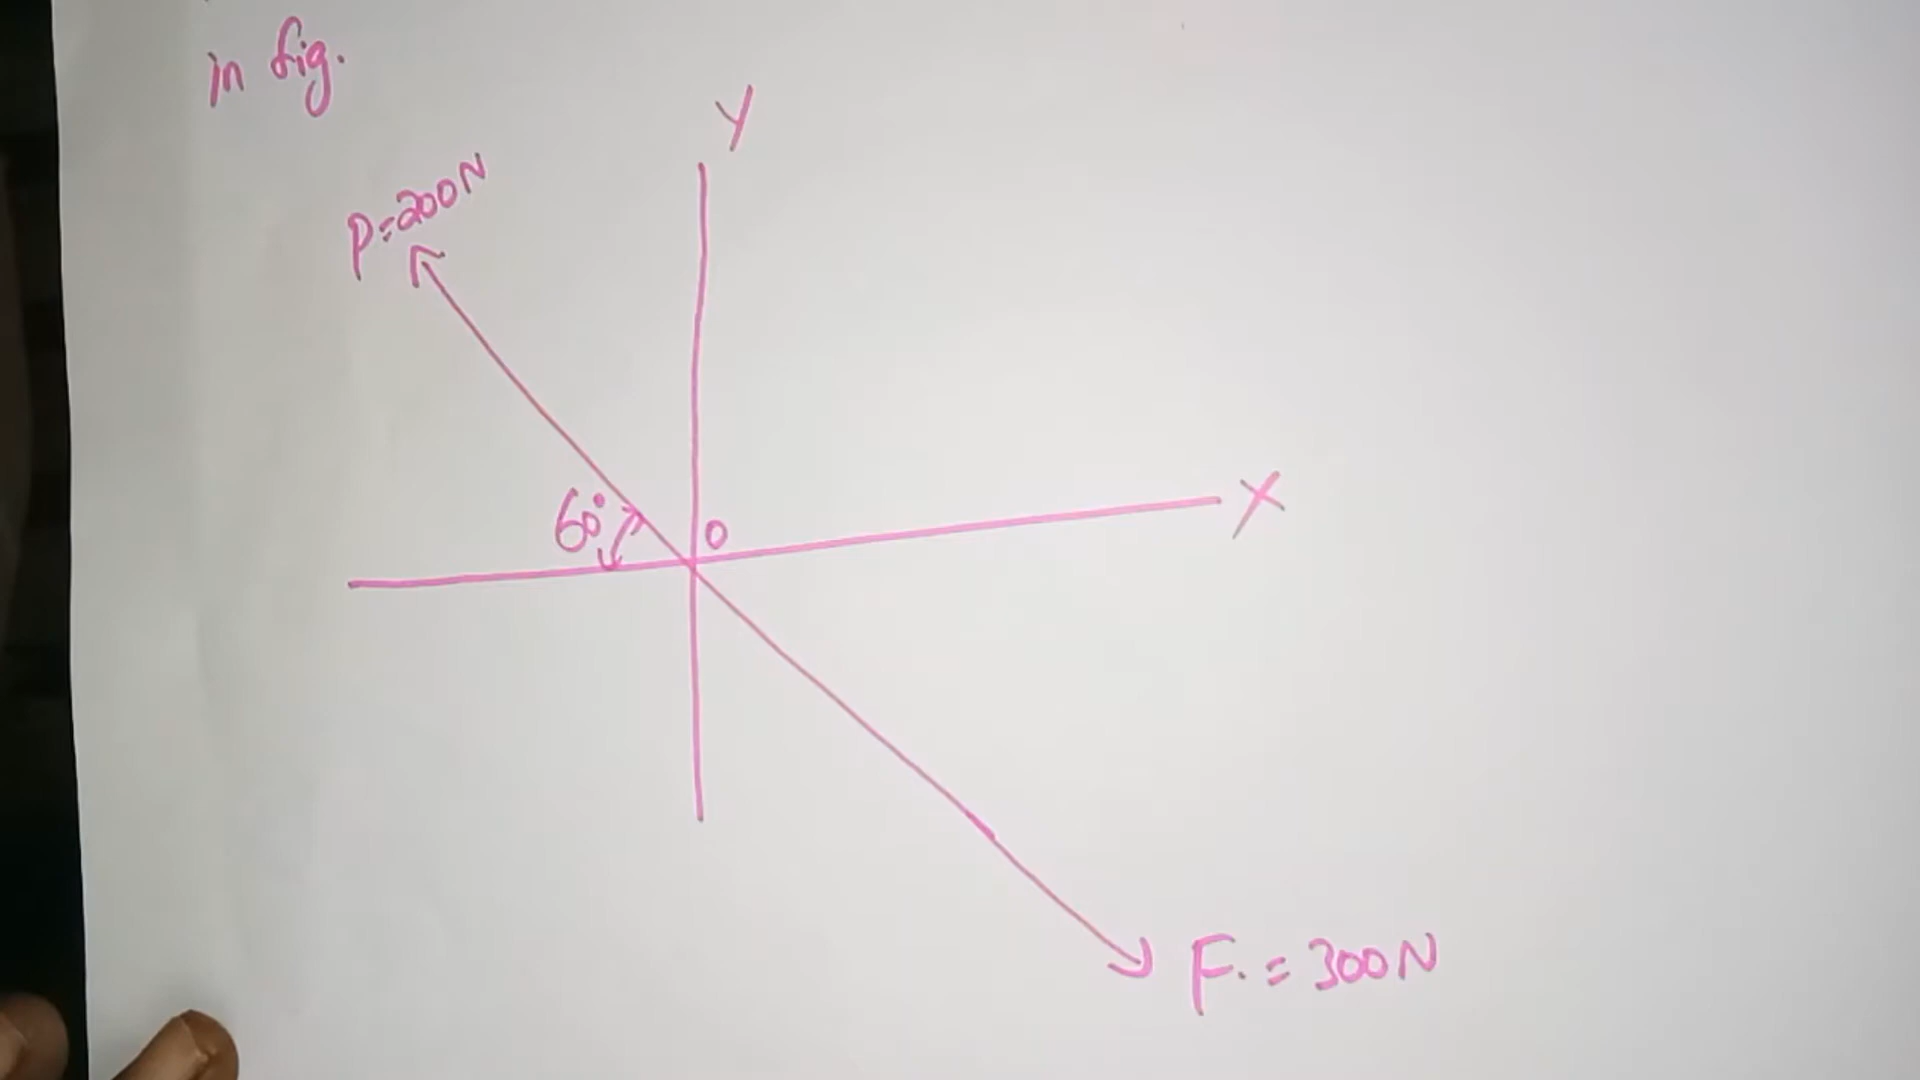 in fig.
Y
P=200N
X
60°
O
F. = 300N